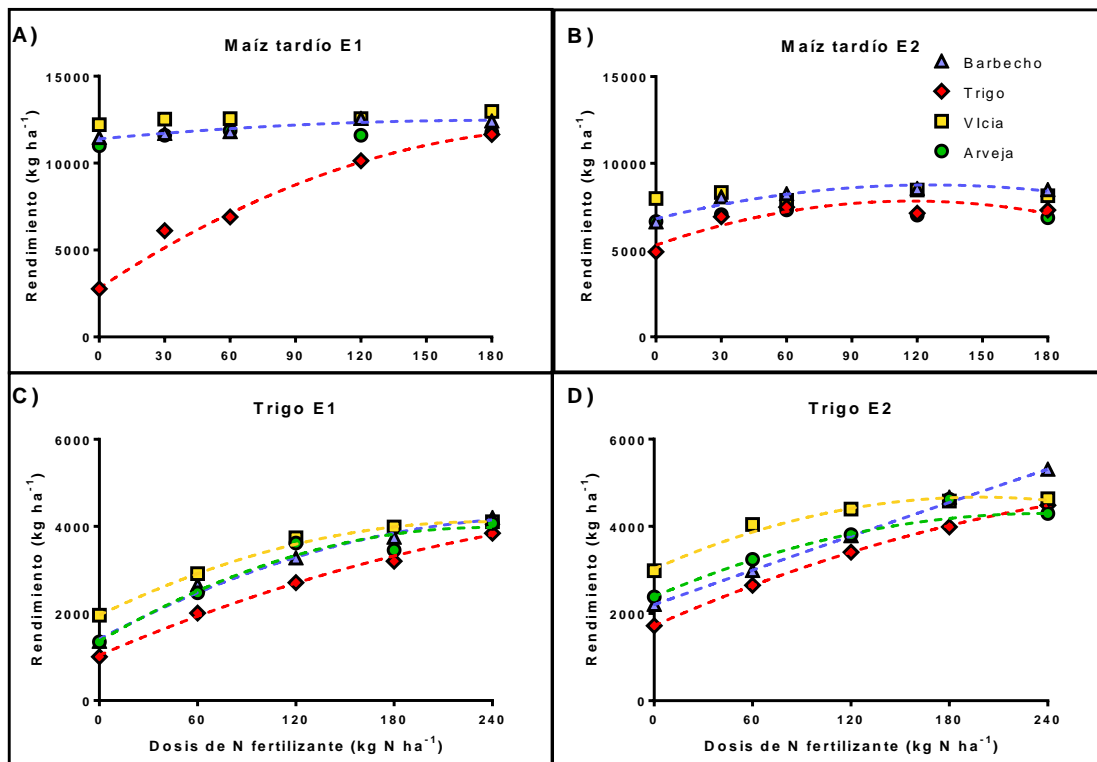 A)
Maíz tardío E1
Rendimiento (kg ha⁻¹)
15000
10000
5000
0
0 30 60 90 120 150 180
B)
Maíz tardío E2
Barbecho
Trigo
VIcia
Arveja
Rendimiento (kg ha⁻¹)
15000
10000
5000
0
0 30 60 90 120 150 180
C)
Trigo E1
Rendimiento (kg ha⁻¹)
6000
4000
2000
0
0 60 120 180 240
Dosis de N fertilizante (kg N ha⁻¹)
D)
Trigo E2
Rendimiento (kg ha⁻¹)
6000
4000
2000
0
0 60 120 180 240
Dosis de N fertilizante (kg N ha⁻¹)